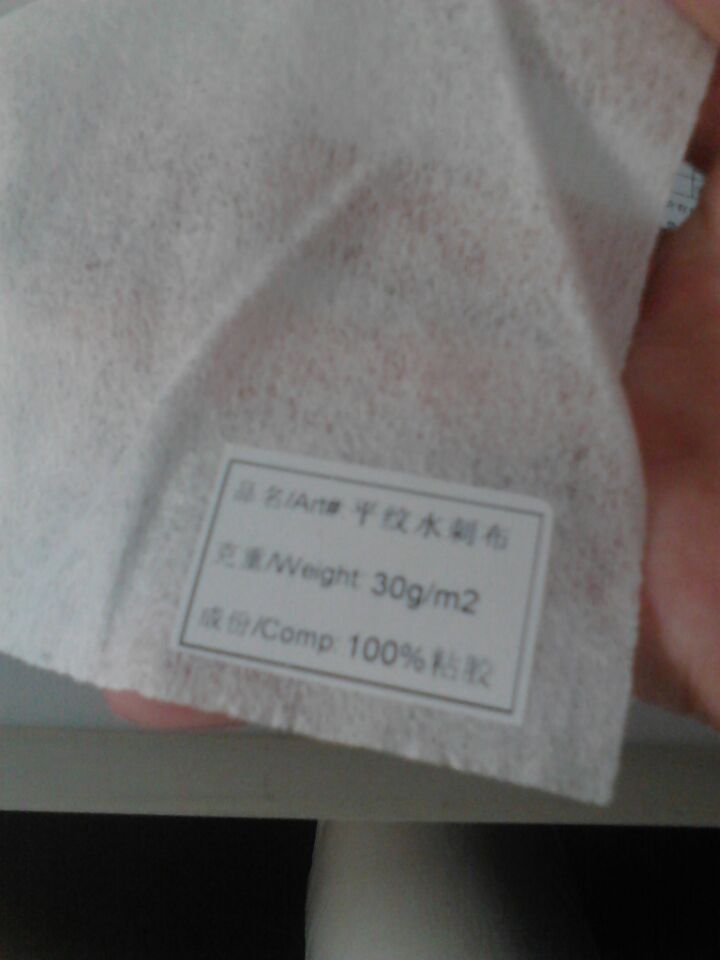 品名/Art# 平纹水刺布
克重/Weight: 30g/m2
成份/Comp: 100%粘胶